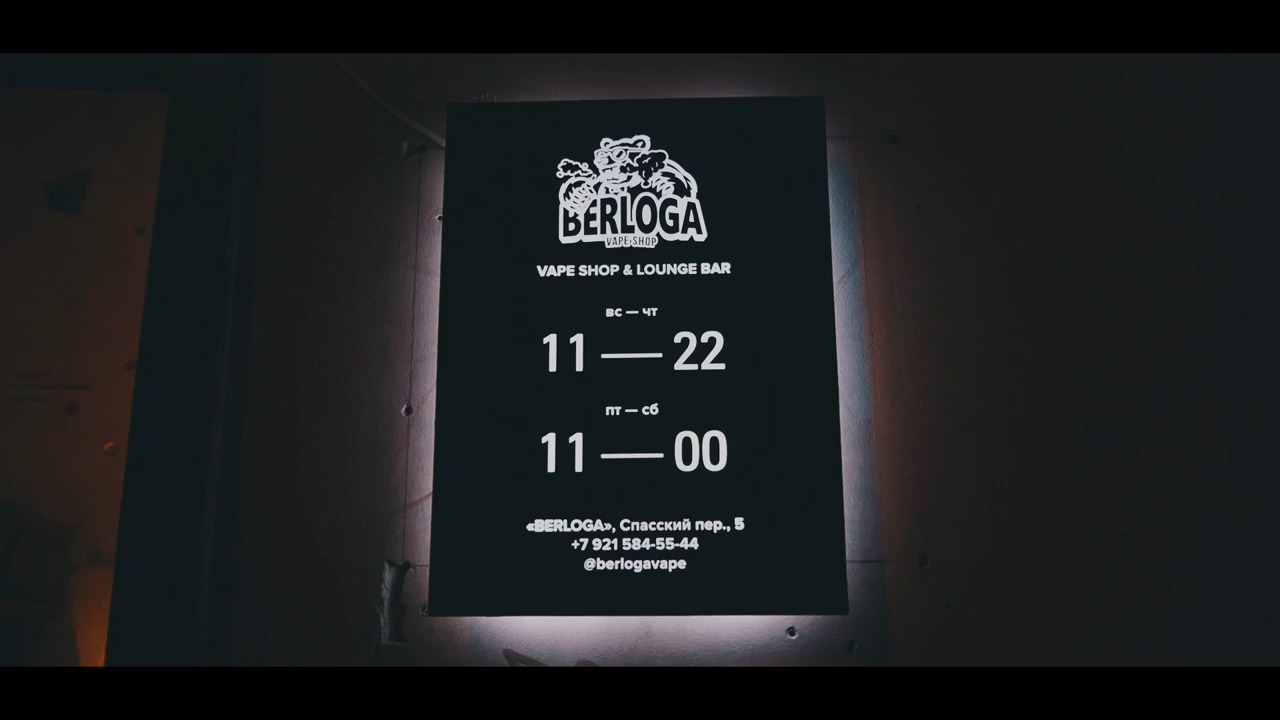 BERLOGA
VAPE SHOP
VAPE SHOP & LOUNGE BAR
вс — чт
11 — 22
пт — сб
11 — 00
«BERLOGA», Спасский пер., 5
+7 921 584-55-44
@berlogavape